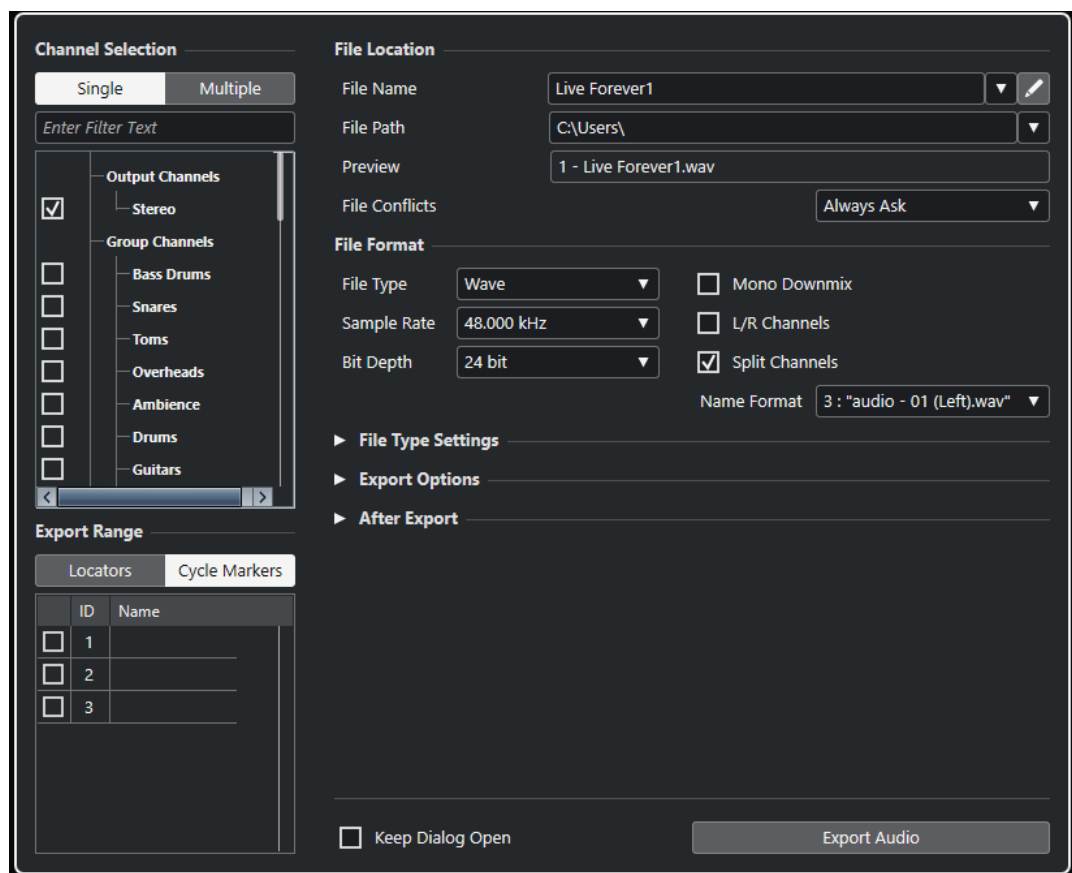 Channel Selection
Single Multiple
Enter Filter Text
Output Channels
Stereo
Group Channels
Bass Drums
Snares
Toms
Overheads
Ambience
Drums
Guitars
Export Range
Locators Cycle Markers
ID Name
1
2
3
File Location
File Name Live Forever1
File Path C:\Users\
Preview 1 - Live Forever1.wav
File Conflicts Always Ask
File Format
File Type Wave Mono Downmix
Sample Rate 48.000 kHz L/R Channels
Bit Depth 24 bit Split Channels
Name Format 3 : "audio - 01 (Left).wav"
File Type Settings
Export Options
After Export
Keep Dialog Open Export Audio